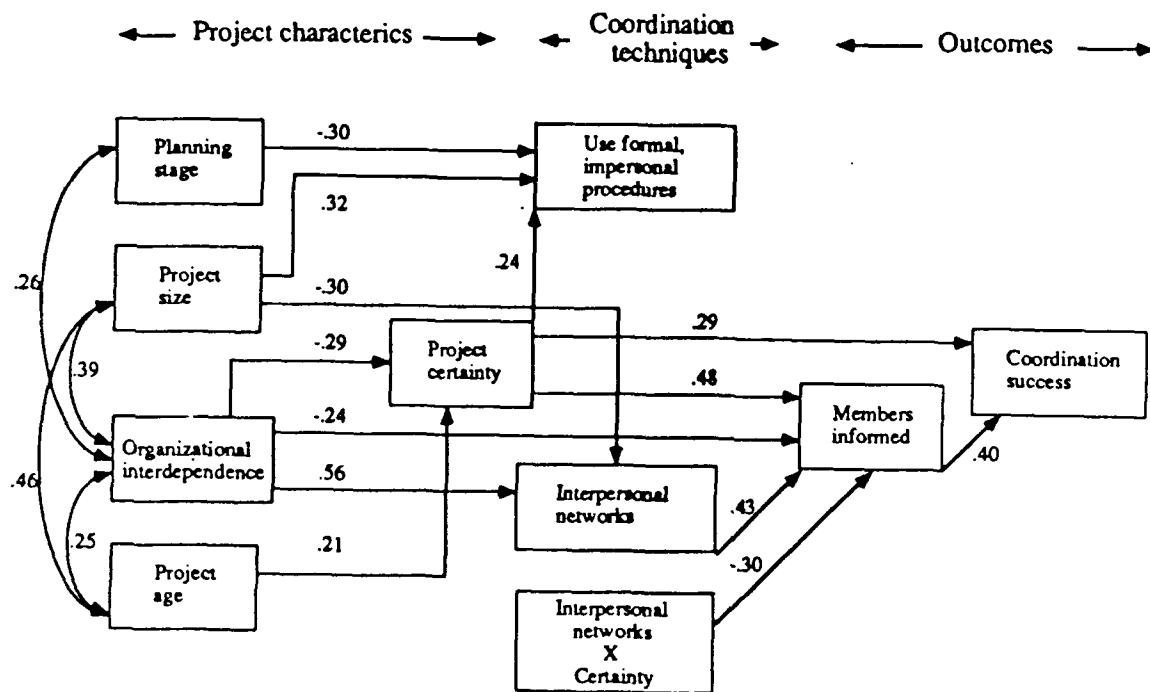 Project characterics
Coordination
techniques
Outcomes
Planning
stage
-.30
Use formal,
impersonal
procedures
.32
Project
size
.24
.26
-.30
.39
-.29
Project
certainty
.29
Coordination
success
.48
Members
informed
Organizational
interdependence
-.24
.40
.46
.56
Interpersonal
networks
.43
.25
.21
Project
age
-.30
Interpersonal
networks
X
Certainty